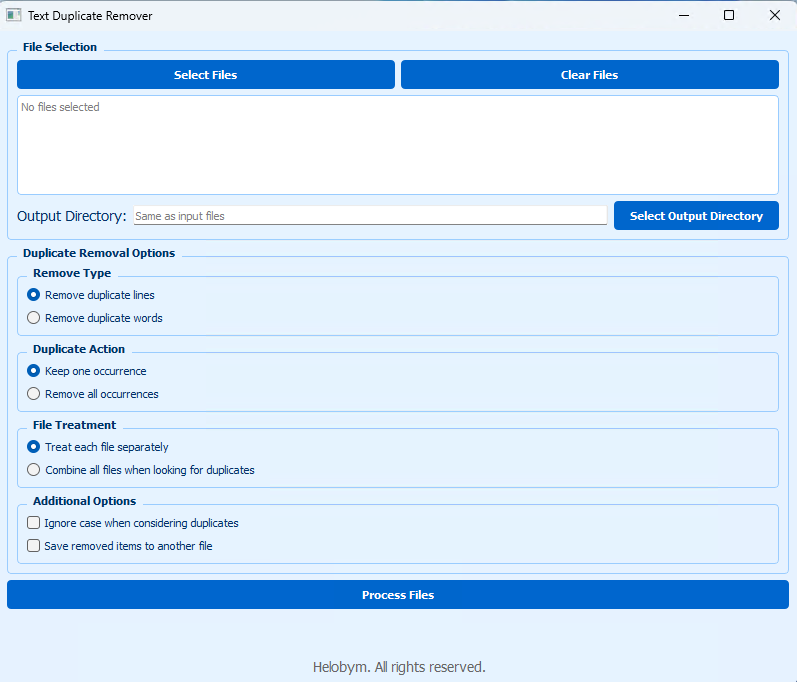 Text Duplicate Remover
File Selection
Select Files Clear Files
No files selected
Output Directory: Same as input files Select Output Directory
Duplicate Removal Options
Remove Type
Remove duplicate lines
Remove duplicate words
Duplicate Action
Keep one occurrence
Remove all occurrences
File Treatment
Treat each file separately
Combine all files when looking for duplicates
Additional Options
Ignore case when considering duplicates
Save removed items to another file
Process Files
Helobym. All rights reserved.